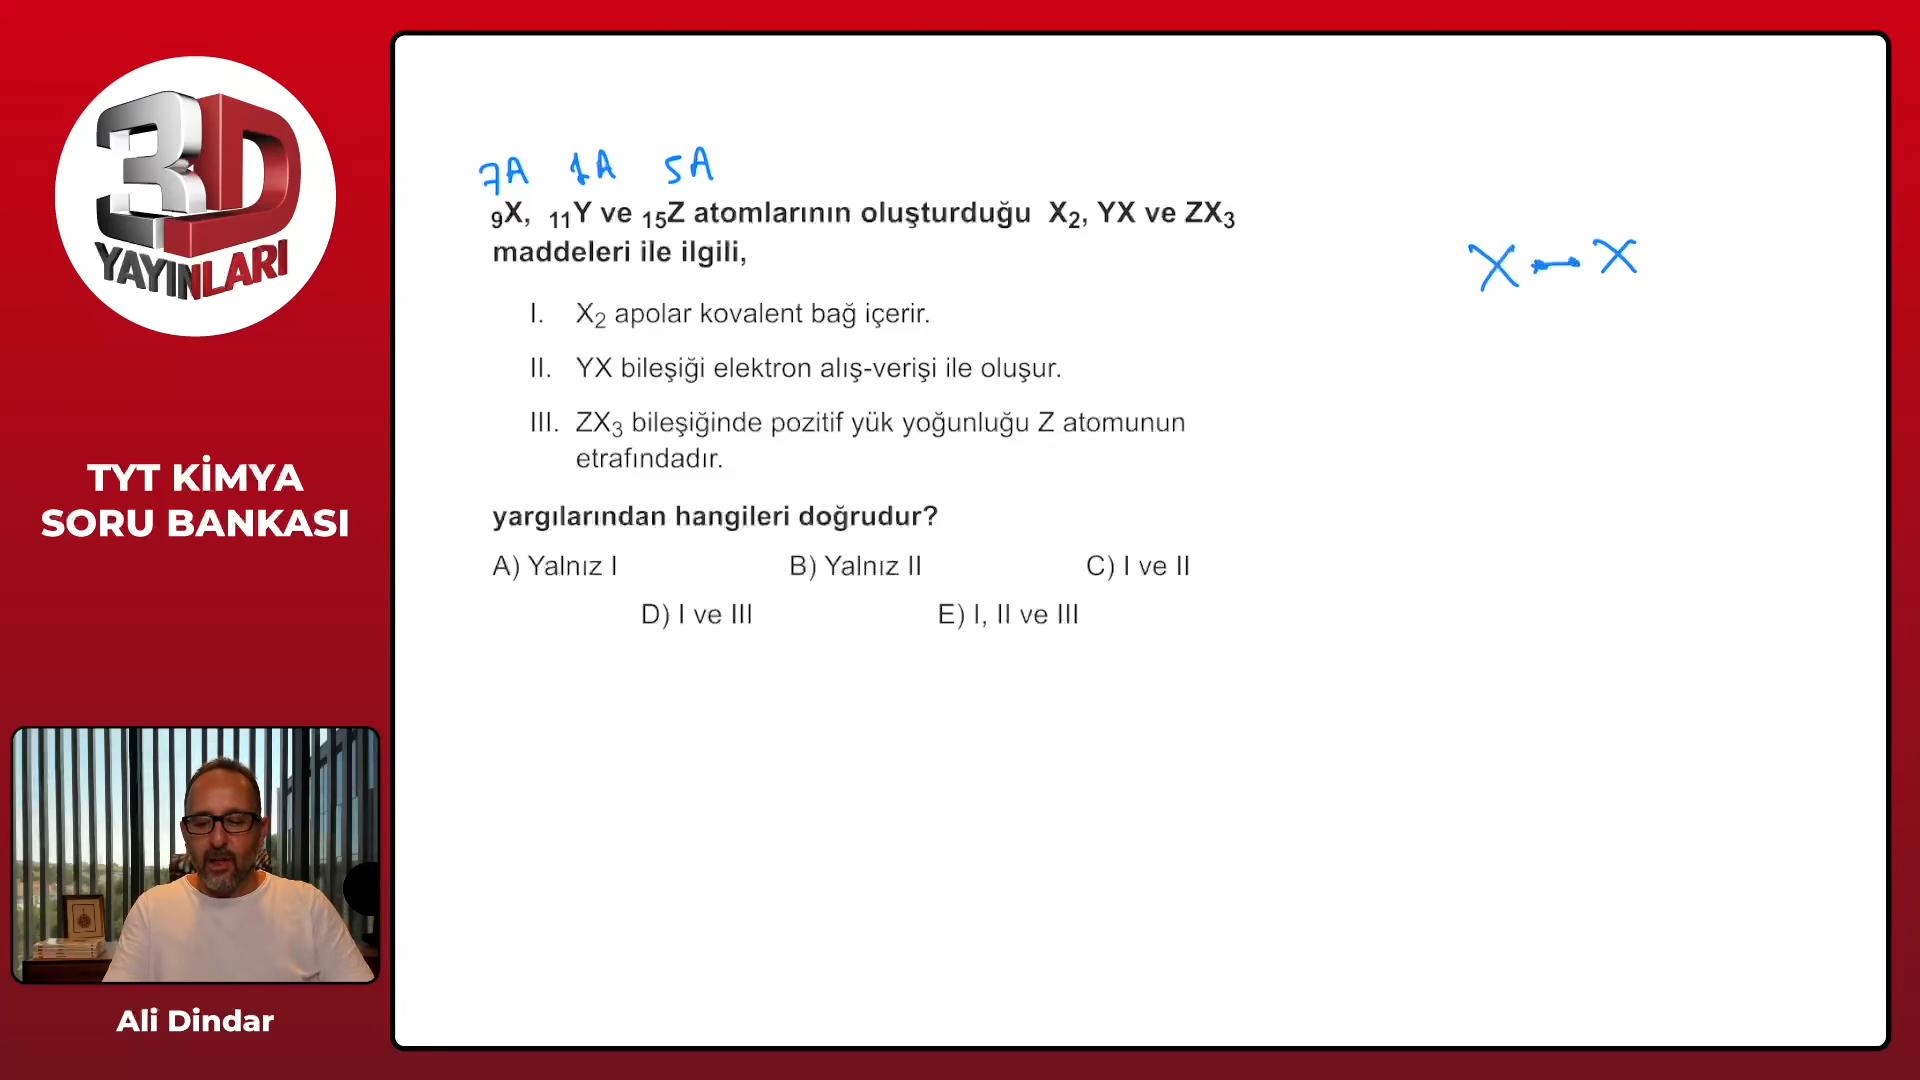 3D
YAYINLARI
TYT KİMYA
SORU BANKASI
Ali Dindar
7A 1A 5A
₉X, ₁₁Y ve ₁₅Z atomlarının oluşturduğu X₂, YX ve ZX₃
maddeleri ile ilgili,
X - X
I. X₂ apolar kovalent bağ içerir.
II. YX bileşiği elektron alış-verişi ile oluşur.
III. ZX₃ bileşiğinde pozitif yük yoğunluğu Z atomunun
etrafındadır.
yargılarından hangileri doğrudur?
A) Yalnız I B) Yalnız II C) I ve II
D) I ve III E) I, II ve III